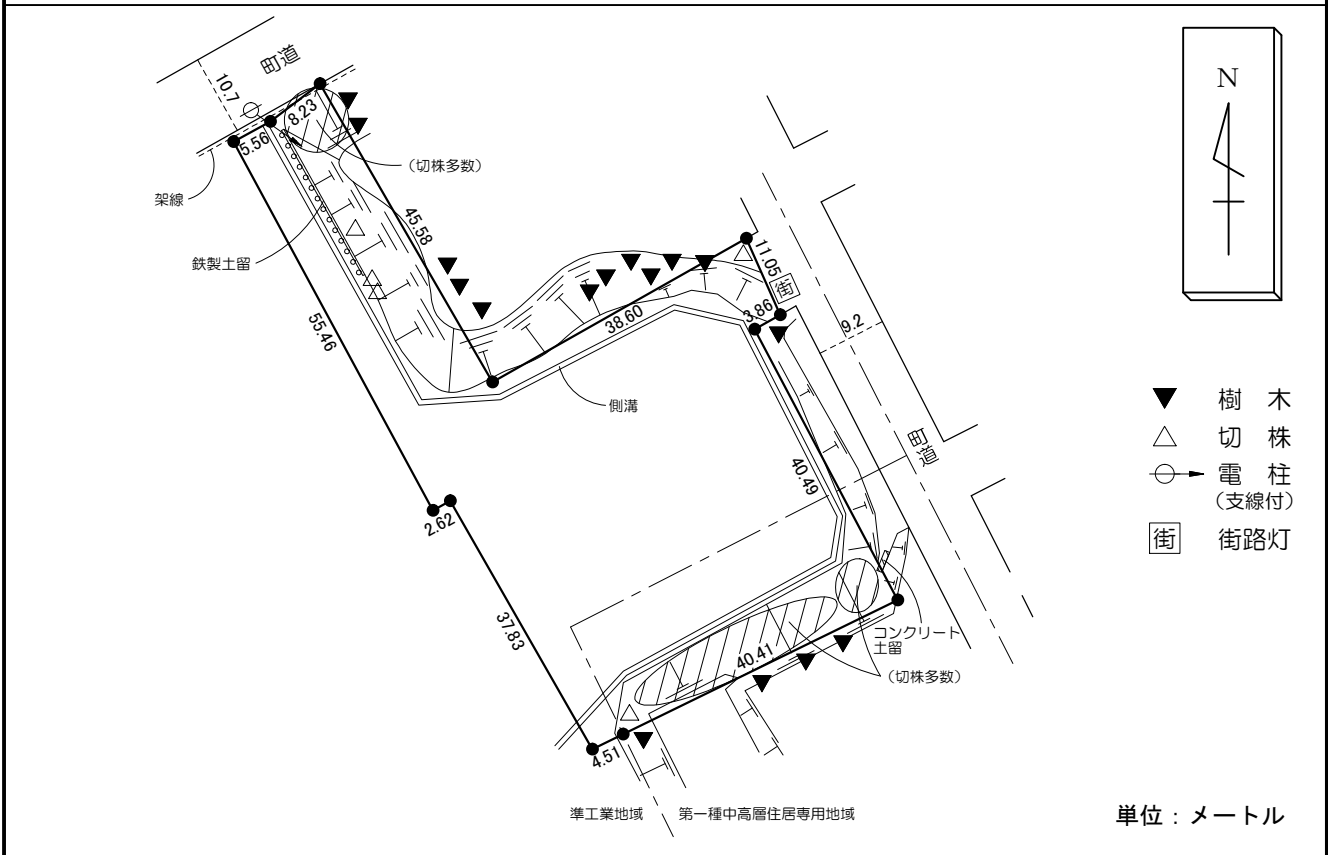 町道
10.7
8.23
5.56
(切株多数)
架線
45.58
鉄製土留
11.05
街
3.86
9.2
38.60
55.46
側溝
町道
40.49
2.62
37.83
コンクリート
土留
40.41
(切株多数)
4.51
準工業地域
第一種中高層住居専用地域
N
樹 木
切 株
電 柱
(支線付)
街 街路灯
単位:メートル